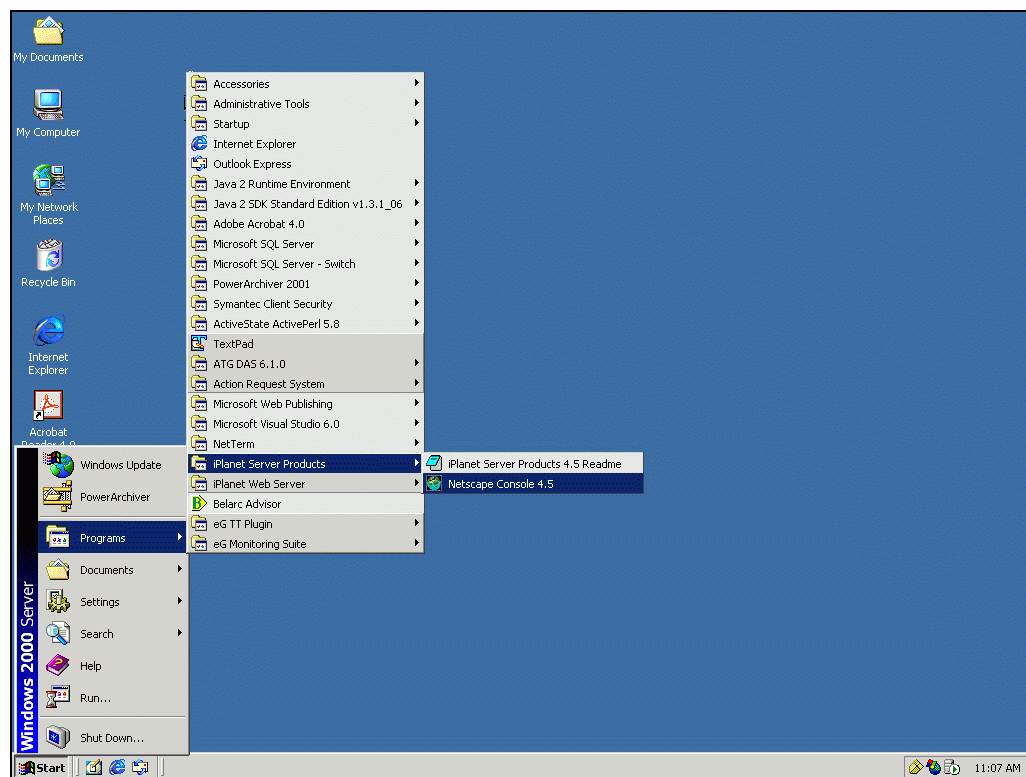 My Documents
My Computer
My Network
Places
Recycle Bin
Internet
Explorer
Acrobat
Reader 4.0
Accessories
Administrative Tools
Startup
Internet Explorer
Outlook Express
Java 2 Runtime Environment
Java 2 SDK Standard Edition v1.3.1_06
Adobe Acrobat 4.0
Microsoft SQL Server
Microsoft SQL Server - Switch
PowerArchiver 2001
Symantec Client Security
ActiveState ActivePerl 5.8
TextPad
ATG DAS 6.1.0
Action Request System
Microsoft Web Publishing
Microsoft Visual Studio 6.0
NetTerm
iPlanet Server Products
iPlanet Web Server
Belarc Advisor
eG TT Plugin
eG Monitoring Suite
iPlanet Server Products 4.5 Readme
Netscape Console 4.5
Windows Update
PowerArchiver
Programs
Documents
Settings
Search
Help
Run...
Shut Down...
Windows 2000 Server
Start
11:07 AM